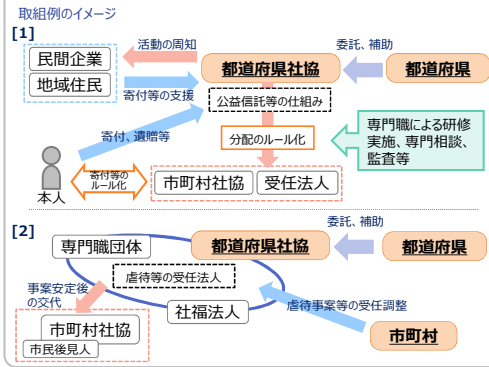 取組例のイメージ
[1]
活動の周知
委託、補助
民間企業
地域住民
都道府県社協
都道府県
寄付等の支援
公益信託等の仕組み
寄付、遺贈等
分配のルール化
専門職による研修
実施、専門相談、
監査等
本人
寄付等の
ルール化
市町村社協
受任法人
[2]
委託、補助
専門職団体
都道府県社協
都道府県
虐待等の受任法人
事案安定後
の交代
社福法人
虐待事案等の受任調整
市町村社協
市民後見人
市町村